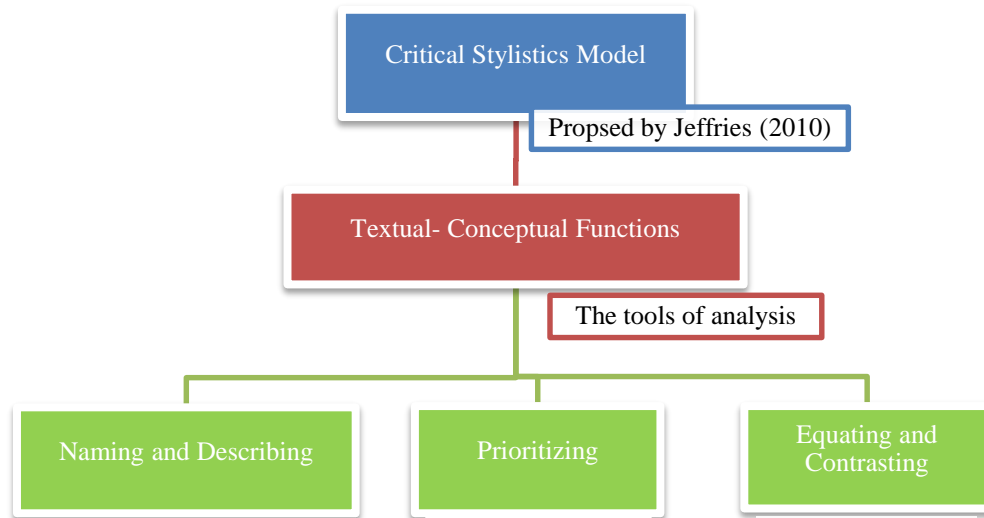 Critical Stylistics Model
Propsed by Jeffries (2010)
Textual- Conceptual Functions
The tools of analysis
Naming and Describing
Prioritizing
Equating and
Contrasting